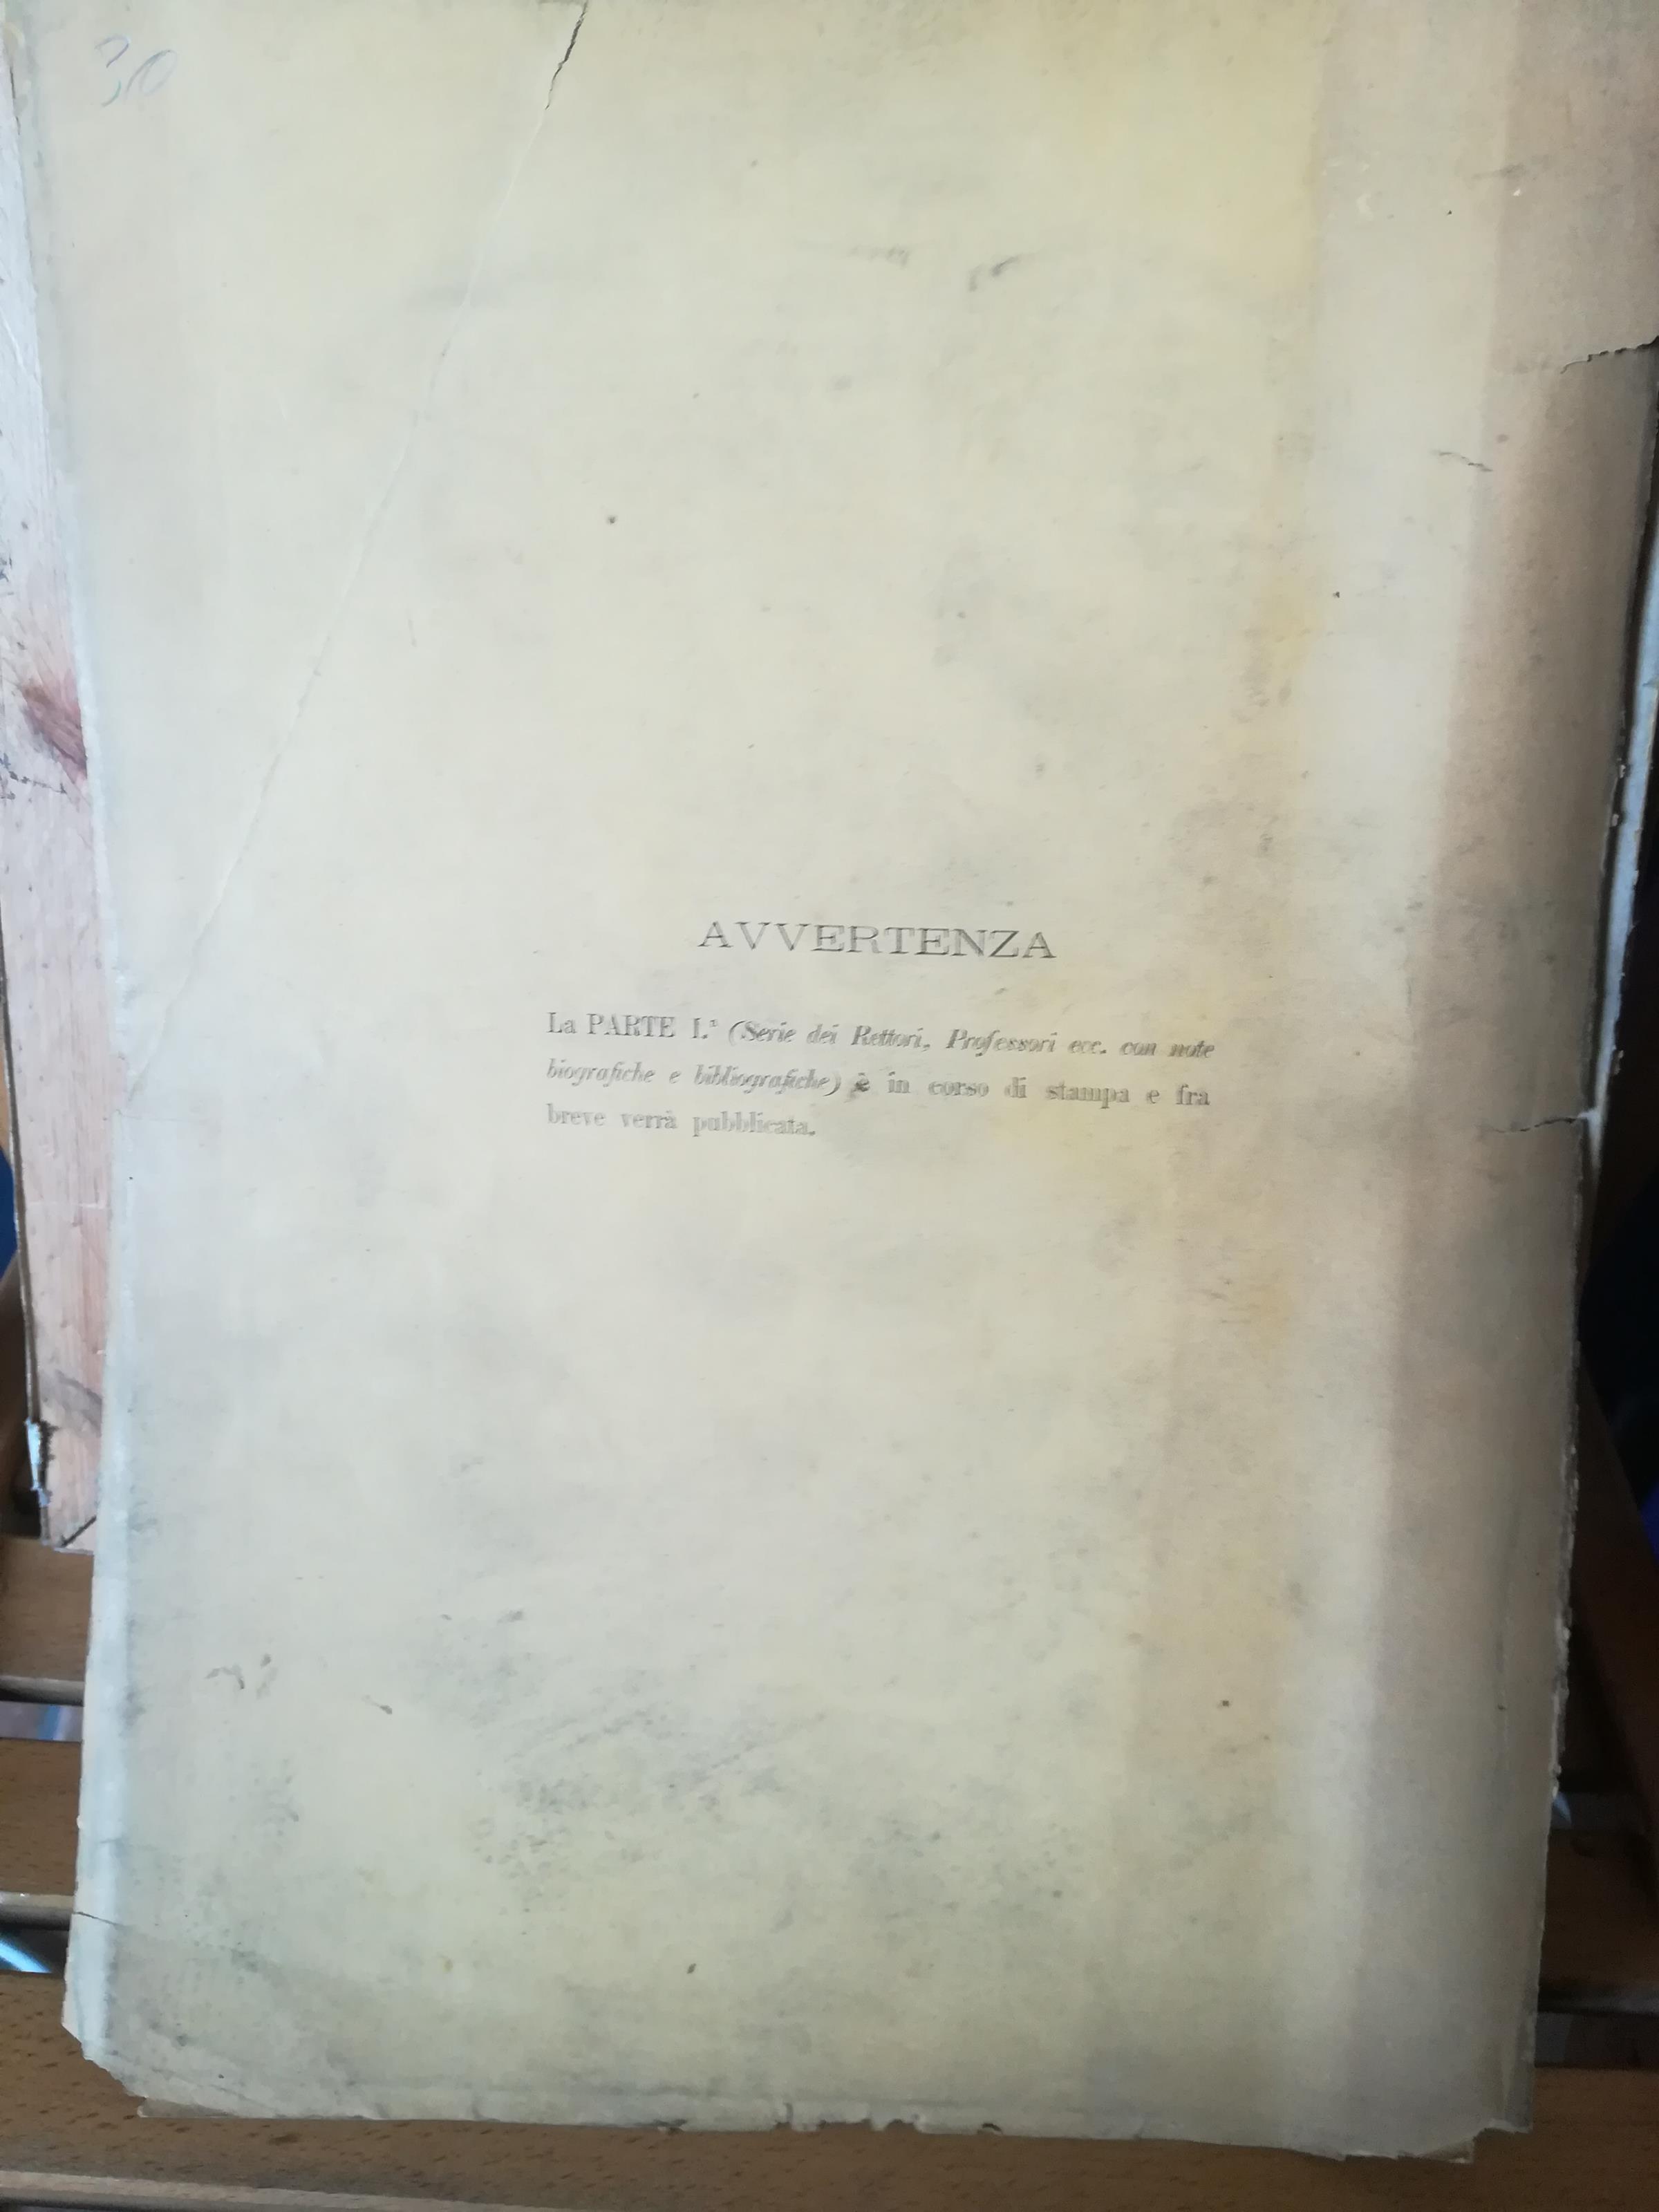 30
AVVERTENZA
La PARTE I.ª (Serie dei Rettori, Professori ecc. con note
biografiche e bibliografiche) è in corso di stampa e fra
breve verrà pubblicata.